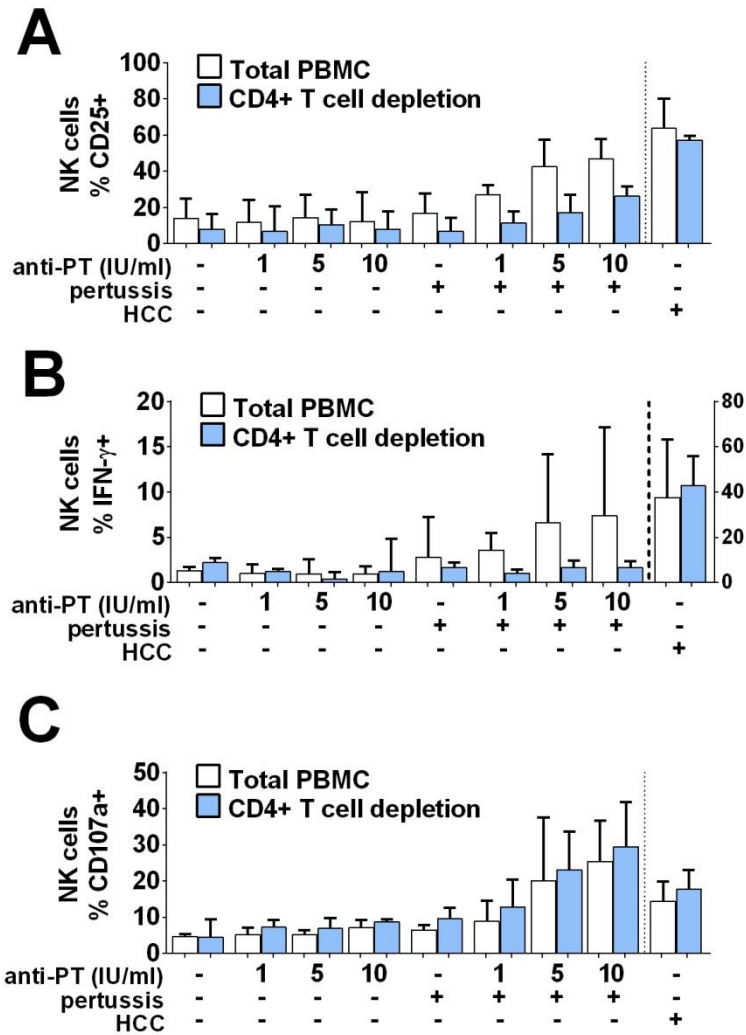 A
NK cells
% CD25+
100
80
60
40
20
0
Total PBMC
CD4+ T cell depletion
anti-PT (IU/ml) - 1 5 10 - 1 5 10 -
pertussis - - - - + + + + -
HCC - - - - - - - - +
B
NK cells
% IFN-γ+
20
15
10
5
0
Total PBMC
CD4+ T cell depletion
80
60
40
20
0
anti-PT (IU/ml) - 1 5 10 - 1 5 10 -
pertussis - - - - + + + + -
HCC - - - - - - - - +
C
NK cells
% CD107a+
50
40
30
20
10
0
Total PBMC
CD4+ T cell depletion
anti-PT (IU/ml) - 1 5 10 - 1 5 10 -
pertussis - - - - + + + + -
HCC - - - - - - - - +